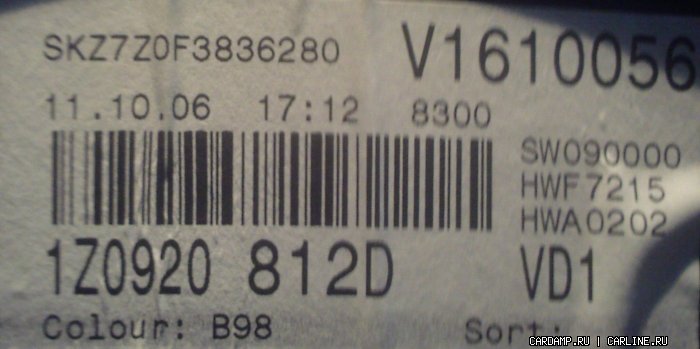 SKZ7Z0F3836280 V1610056
11.10.06 17:12 8300
SW090000
HWF7215
HWA0202
1Z0920 812D VD1
Colour: B98 Sort:
CARDAMP.RU | CARLINE.RU